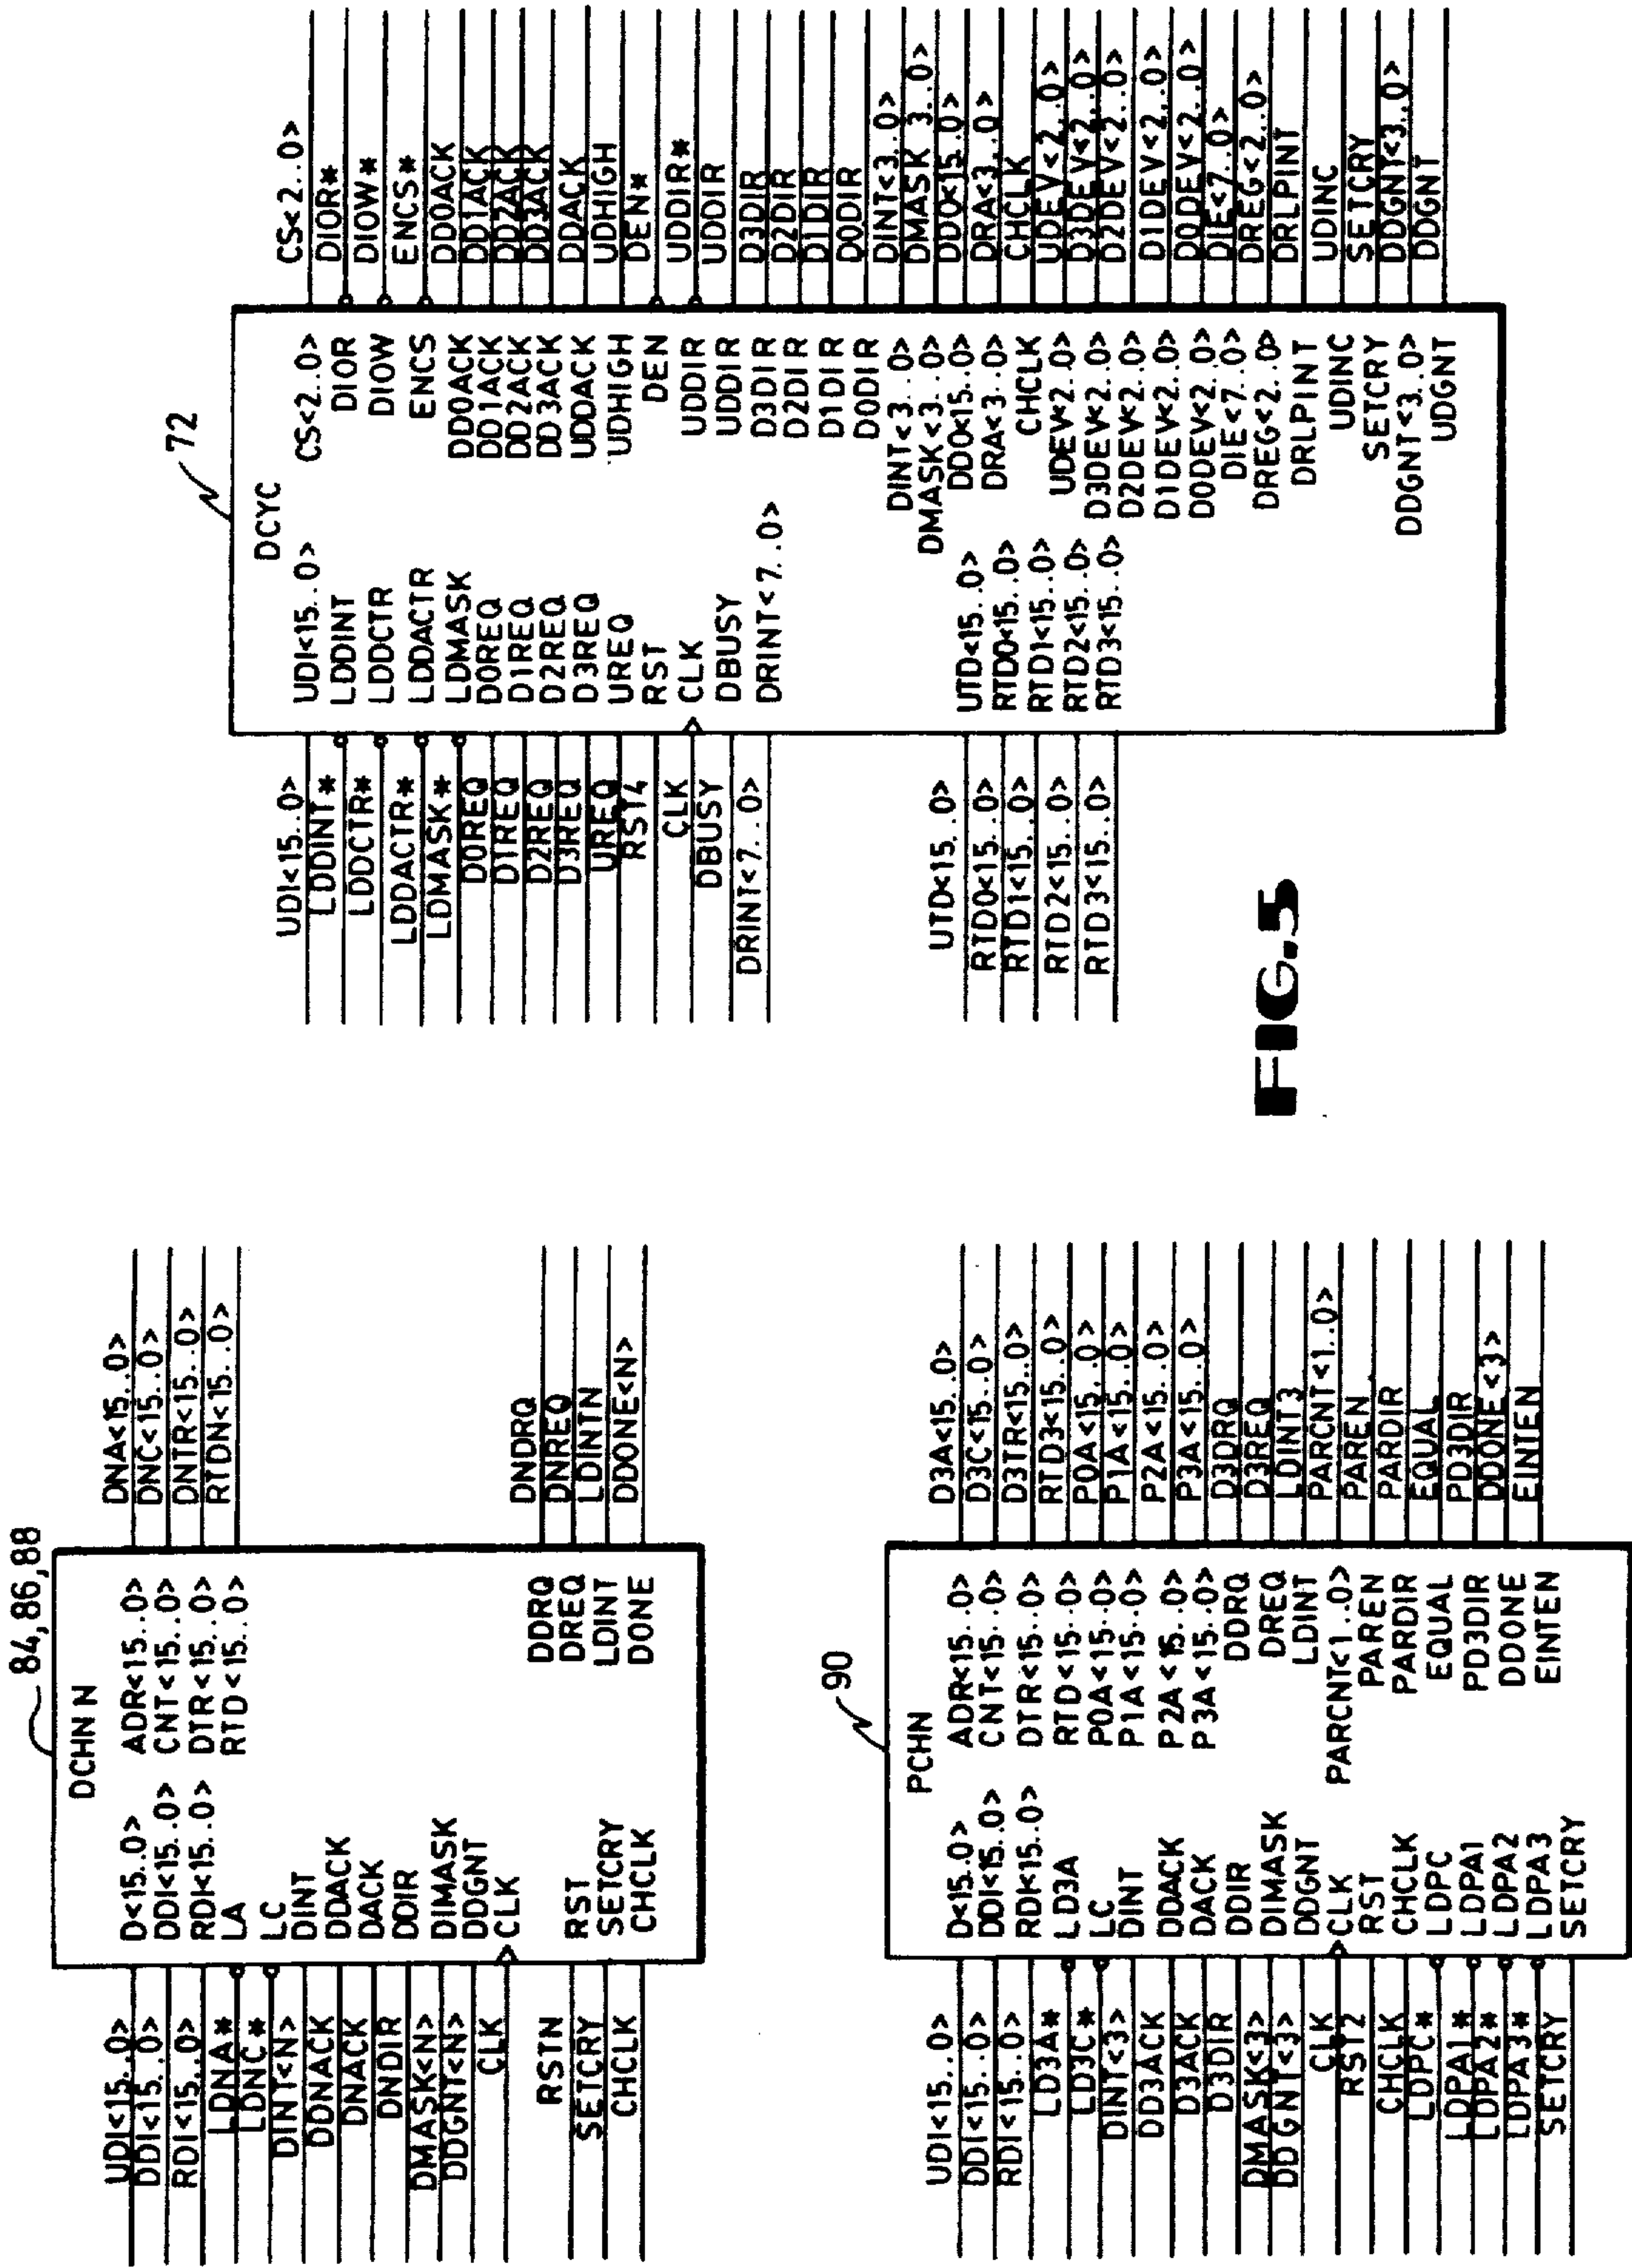 84,86,88
DCHN N
UDI<15..0>
DDI<15..0>
RDI<15..0>
LDNA*
LDNC*
DINT<N>
DDNACK
DNACK
DNDIR
DMASK<N>
DDGNT<N>
CLK
RSTN
SETCRY
CHCLK
D<15..0>
DDI<15..0>
RDI<15..0>
LA
LC
DINT
DDACK
DACK
DDIR
DIMASK
DDGNT
CLK
RST
SETCRY
CHCLK
ADR<15..0>
CNT<15..0>
DTR<15..0>
RTD<15..0>
DDRQ
DREQ
LDINT
DONE
DNA<15..0>
DNC<15..0>
DNTR<15..0>
RTDN<15..0>
DNDRQ
DNREQ
LDINTN
DDONE<N>
90
PCHN
UDI<15..0>
DDI<15..0>
RDI<15..0>
LD3A*
LD3C*
DINT<3>
DD3ACK
D3ACK
D3DIR
DMASK<3>
DDGNT<3>
CLK
RST2
CHCLK
LDPC*
LDPA1*
LDPA2*
LDPA3*
SETCRY
D<15..0>
DDI<15..0>
RDI<15..0>
LD3A
LC
DINT
DDACK
DACK
DDIR
DIMASK
DDGNT
CLK
RST
CHCLK
LDPC
LDPA1
LDPA2
LDPA3
SETCRY
ADR<15..0>
CNT<15..0>
DTR<15..0>
RTD<15..0>
P0A<15..0>
P1A<15..0>
P2A<15..0>
P3A<15..0>
DDRQ
DREQ
LDINT
PARCNT<1..0>
PAREN
PARDIR
EQUAL
PD3DIR
DDONE
EINTEN
D3A<15..0>
D3C<15..0>
D3TR<15..0>
RTD3<15..0>
P0A<15..0>
P1A<15..0>
P2A<15..0>
P3A<15..0>
D3DRQ
D3REQ
LDINT3
PARCNT<1..0>
PAREN
PARDIR
EQUAL
PD3DIR
DDONE<3>
EINTEN
72
DCYC
UDI<15..0>
LDDINT*
LDDCTR*
LDDACTR*
LDMASK*
D0REQ
D1REQ
D2REQ
D3REQ
UREQ
RST4
CLK
DBUSY
DRINT<7..0>
UTD<15..0>
RTD0<15..0>
RTD1<15..0>
RTD2<15..0>
RTD3<15..0>
UDI<15..0>
LDDINT
LDDCTR
LDDACTR
LDMASK
D0REQ
D1REQ
D2REQ
D3REQ
UREQ
RST
CLK
DBUSY
DRINT<7..0>
UTD<15..0>
RTD0<15..0>
RTD1<15..0>
RTD2<15..0>
RTD3<15..0>
CS<2..0>
DIOR
DIOW
ENCS
DD0ACK
DD1ACK
DD2ACK
DD3ACK
UDDACK
UDHIGH
DEN
UDDIR
UDDIR
D3DIR
D2DIR
D1DIR
D0DIR
DINT<3..0>
DMASK<3..0>
DDO<15..0>
DRA<3..0>
CHCLK
UDEV<2..0>
D3DEV<2..0>
D2DEV<2..0>
D1DEV<2..0>
D0DEV<2..0>
DIE<7..0>
DREG<2..0>
DRLPINT
UDINC
SETCRY
DDGNT<3..0>
UDGNT
CS<2..0>
DIOR*
DIOW*
ENCS*
DD0ACK
DD1ACK
DD2ACK
DD3ACK
DDACK
UDHIGH
DEN*
UDDIR*
UDDIR
D3DIR
D2DIR
D1DIR
D0DIR
DINT<3..0>
DMASK 3..0>
DDO<15..0>
DRA<3..0>
CHCLK
UDEV<2..0>
D3DEV<2..0>
D2DEV<2..0>
D1DEV<2..0>
D0DEV<2..0>
DIE<7..0>
DREG<2..0>
DRLPINT
UDINC
SETCRY
DDGNT<3..0>
DDGNT
FIG.5